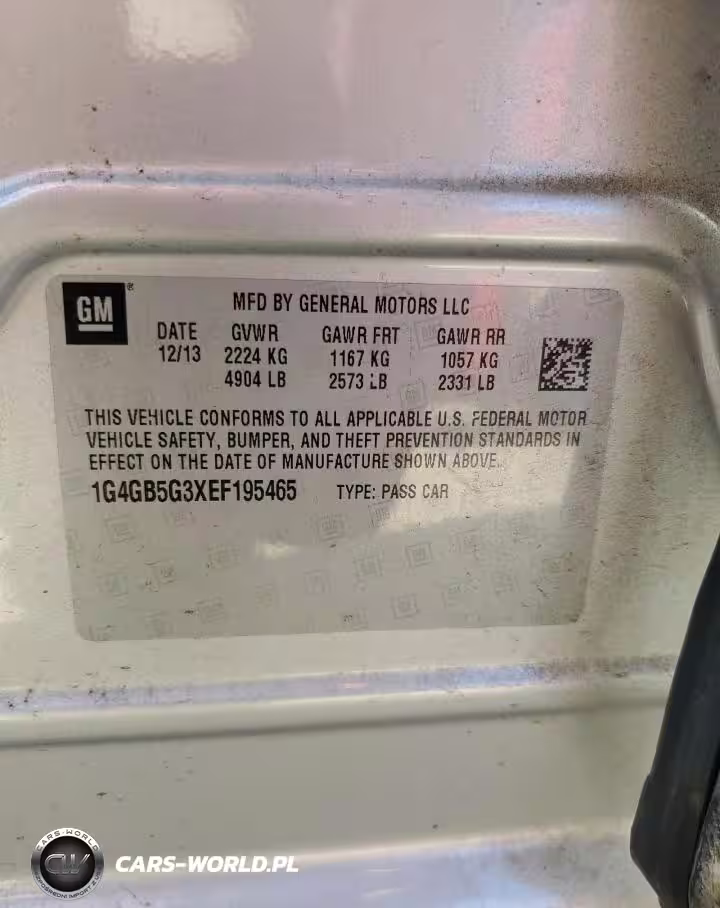 GM ®
MFD BY GENERAL MOTORS LLC
DATE GVWR GAWR FRT GAWR RR
12/13 2224 KG 1167 KG 1057 KG
4904 LB 2573 LB 2331 LB
THIS VEHICLE CONFORMS TO ALL APPLICABLE U.S. FEDERAL MOTOR
VEHICLE SAFETY, BUMPER, AND THEFT PREVENTION STANDARDS IN
EFFECT ON THE DATE OF MANUFACTURE SHOWN ABOVE.
1G4GB5G3XEF195465 TYPE: PASS CAR
CARS-WORLD
CW
CARS-WORLD.PL